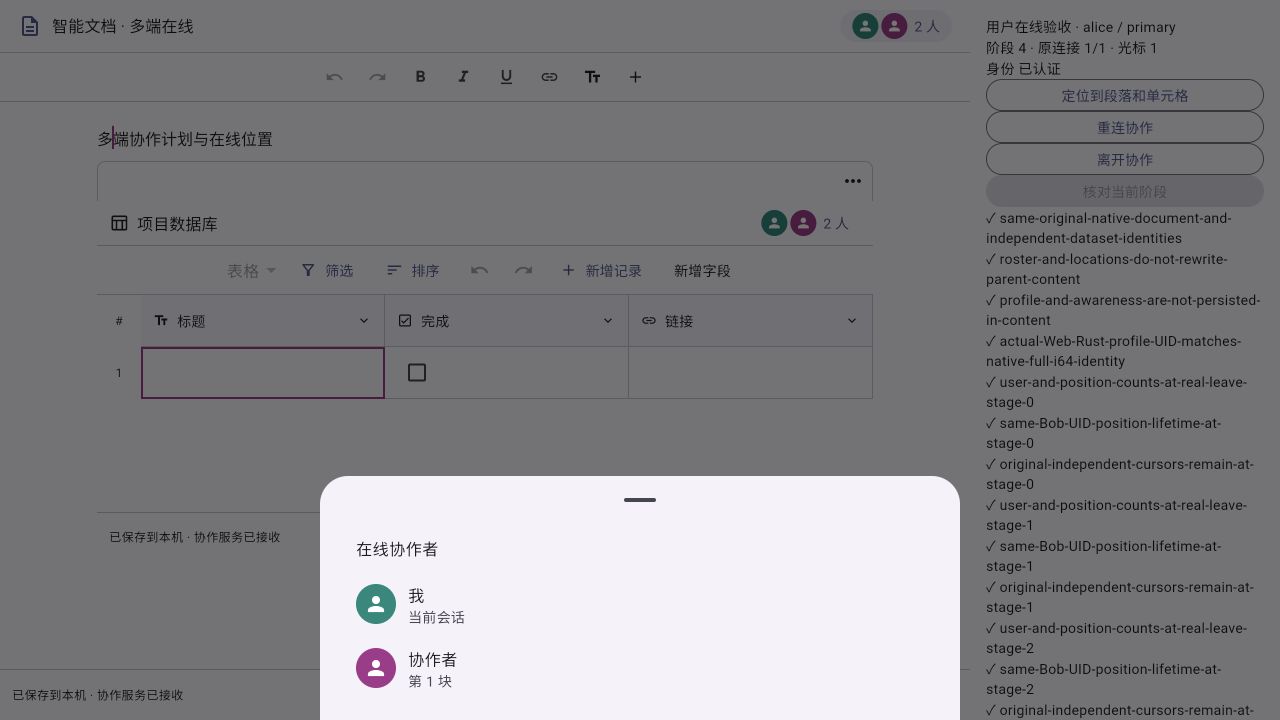 智能文档 · 多端在线
2 人
多端协作计划与在线位置
项目数据库
2 人
表格
筛选
排序
新增记录
新增字段
#
标题
完成
链接
1
已保存到本机 · 协作服务已接收
已保存到本机 · 协作服务已接收
在线协作者
我
当前会话
协作者
第 1 块
用户在线验收 · alice / primary
阶段 4 · 原连接 1/1 · 光标 1
身份 已认证
定位到段落和单元格
重连协作
离开协作
核对当前阶段
✓ same-original-native-document-and-
independent-dataset-identities
✓ roster-and-locations-do-not-rewrite-
parent-content
✓ profile-and-awareness-are-not-persisted-
in-content
✓ actual-Web-Rust-profile-UID-matches-
native-full-i64-identity
✓ user-and-position-counts-at-real-leave-
stage-0
✓ same-Bob-UID-position-lifetime-at-
stage-0
✓ original-independent-cursors-remain-at-
stage-0
✓ user-and-position-counts-at-real-leave-
stage-1
✓ same-Bob-UID-position-lifetime-at-
stage-1
✓ original-independent-cursors-remain-at-
stage-1
✓ user-and-position-counts-at-real-leave-
stage-2
✓ same-Bob-UID-position-lifetime-at-
stage-2
✓ original-independent-cursors-remain-at-